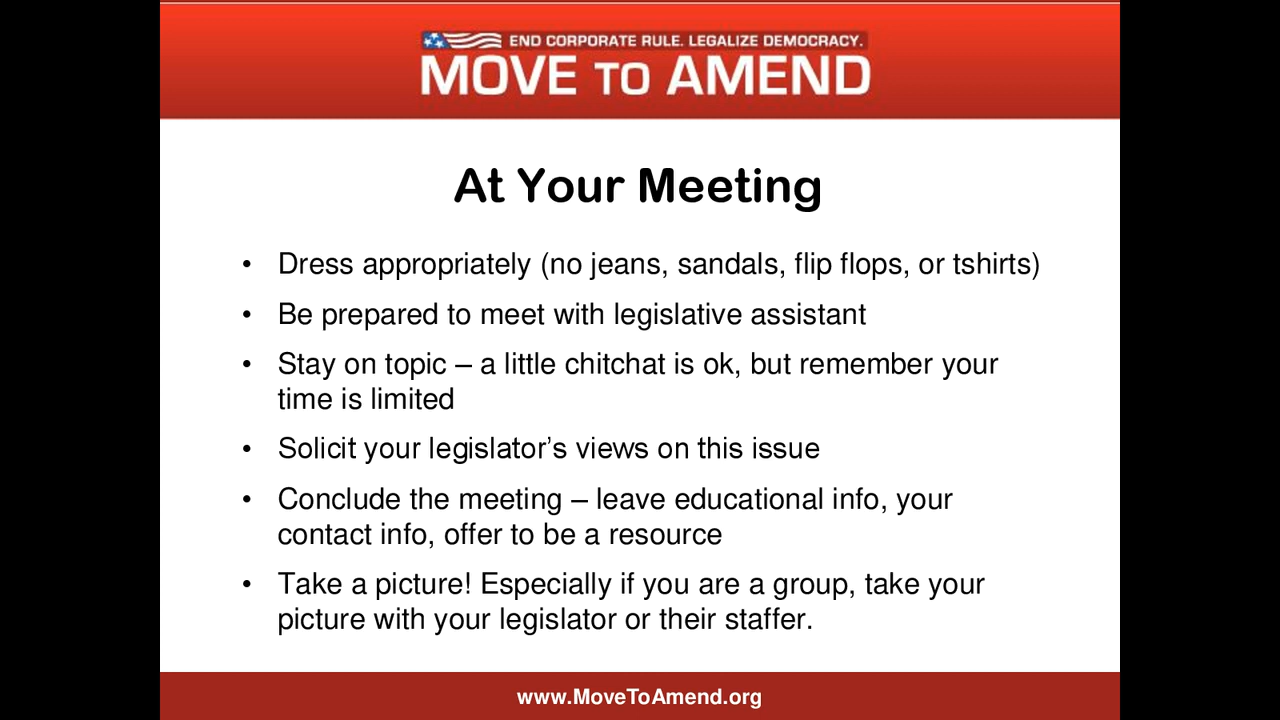 END CORPORATE RULE. LEGALIZE DEMOCRACY.
MOVE TO AMEND
At Your Meeting
• Dress appropriately (no jeans, sandals, flip flops, or tshirts)
• Be prepared to meet with legislative assistant
• Stay on topic – a little chitchat is ok, but remember your
time is limited
• Solicit your legislator’s views on this issue
• Conclude the meeting – leave educational info, your
contact info, offer to be a resource
• Take a picture! Especially if you are a group, take your
picture with your legislator or their staffer.
www.MoveToAmend.org